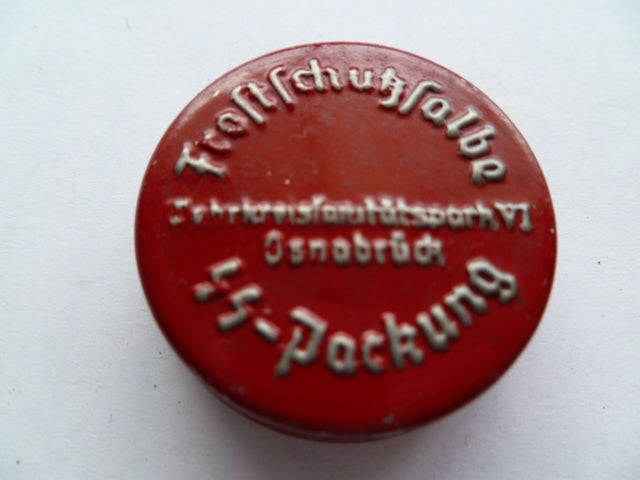 Frostschutzsalbe
Wehrkreissanitätspark VI
Osnabrück
SS-Packung